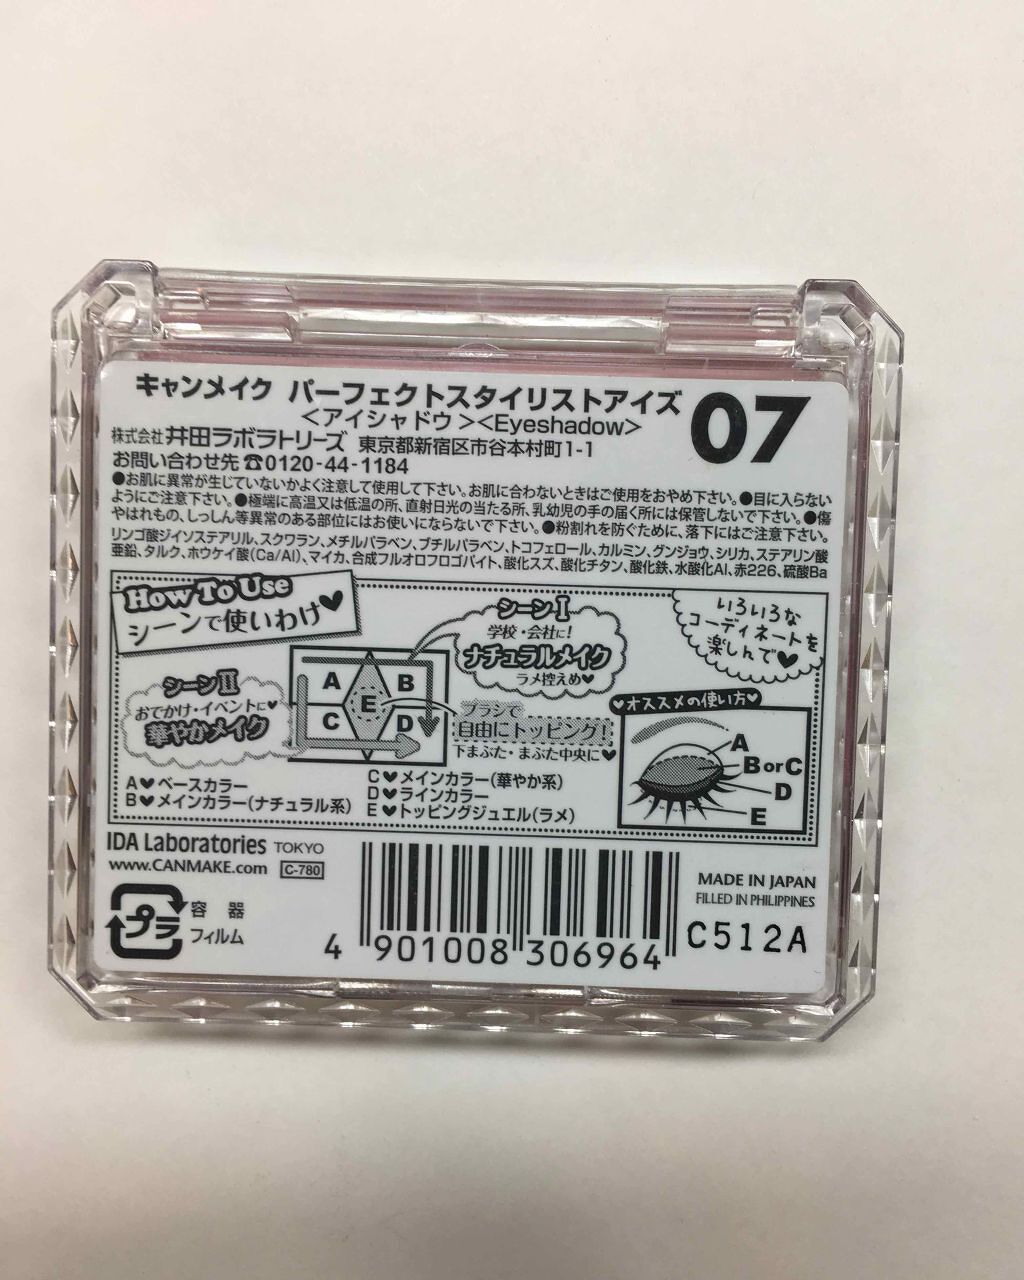 キャンメイク パーフェクトスタイリストアイズ
＜アイシャドウ＞<Eyeshadow>
07
株式会社 井田ラボラトリーズ 東京都新宿区市谷本村町1-1
お問い合わせ先 ☎0120-44-1184
●お肌に異常が生じていないかよく注意して使用して下さい。お肌に合わないときはご使用をおやめ下さい。●目に入らない
ようにご注意下さい。●極端に高温又は低温の所、直射日光の当たる所、乳幼児の手の届く所には保管しないで下さい。●傷
やはれもの、しっしん等異常のある部位にはお使いにならないで下さい。●粉割れを防ぐために、落下にはご注意下さい。
リンゴ酸ジイソステアリル、スクワラン、メチルパラベン、ブチルパラベン、トコフェロール、カルミン、グンジョウ、シリカ、ステアリン酸
亜鉛、タルク、ホウケイ酸(Ca/Al)、マイカ、合成フルオロフロゴパイト、酸化スズ、酸化チタン、酸化鉄、水酸化Al、赤226、硫酸Ba
How To Use
シーンで使いわけ♥
シーンⅠ
学校・会社に!
ナチュラルメイク
ラメ控えめ♥
いろいろな
コーディネートを
楽しんで♥
シーンⅡ
おでかけ・イベントに♥
華やかメイク
A B
E
C D
ブラシで
自由にトッピング!
下まぶた・まぶた中央に♥
♥オススメの使い方♥
A
B or C
D
E
A♥ベースカラー
B♥メインカラー(ナチュラル系)
C♥メインカラー(華やか系)
D♥ラインカラー
E♥トッピングジュエル(ラメ)
IDA Laboratories TOKYO
www.CANMAKE.com C-780
プラ
容器
フィルム
4 901008 306964
MADE IN JAPAN
FILLED IN PHILIPPINES
C512A